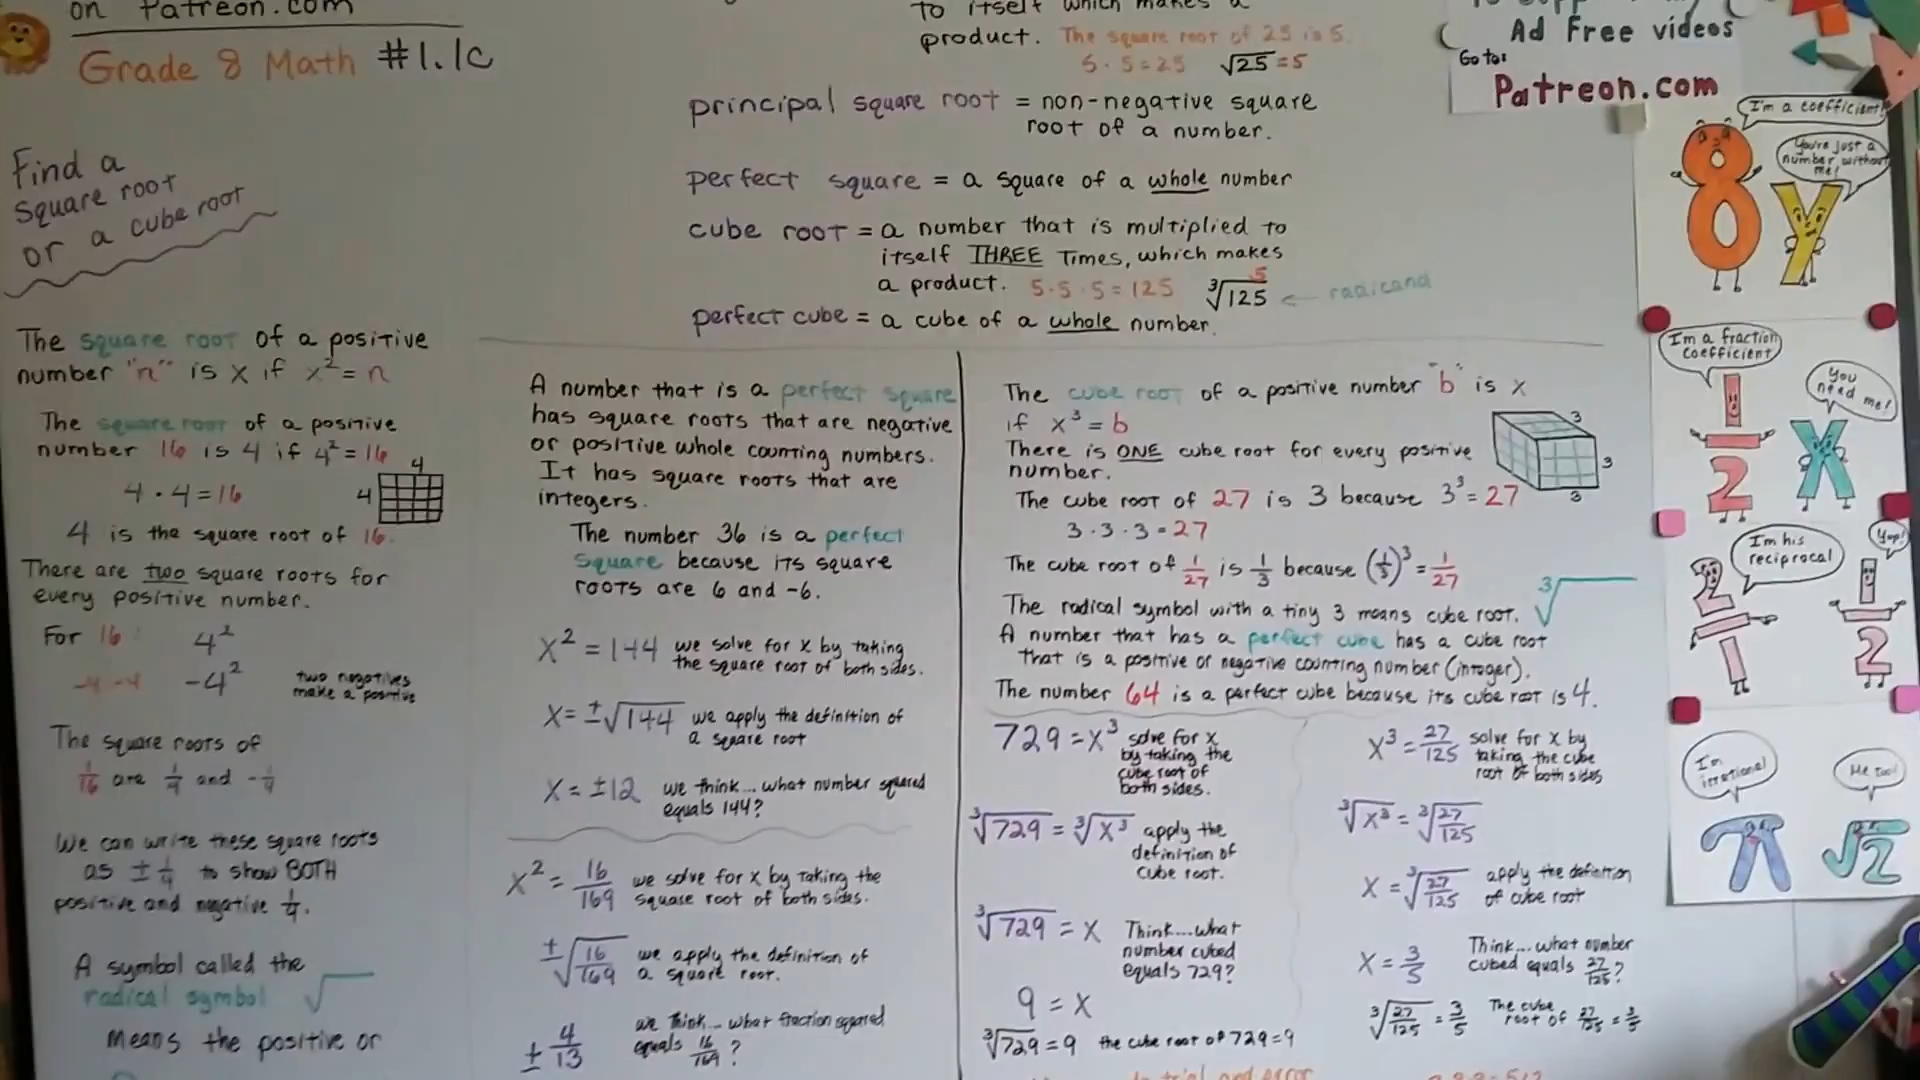 on Patreon.com
Grade 8 Math #1.1c
Find a
square root
or a cube root
The square root of a positive
number "n" is x if x² = n
The square root of a positive
number 16 is 4 if 4² = 16
4 · 4 = 16
4
4
4 is the square root of 16.
There are two square roots for
every positive number.
For 16: 4²
-4·-4 -4² two negatives
make a positive
The square roots of
1/16 are 1/4 and -1/4
We can write these square roots
as ± 1/4 to show BOTH
positive and negative 1/4.
A symbol called the
radical symbol √
means the positive or
to itself which makes a
product. The square root of 25 is 5.
5 · 5 = 25 √25 = 5
principal square root = non-negative square
root of a number.
perfect square = a square of a whole number
cube root = a number that is multiplied to
itself THREE times, which makes
a product. 5·5·5 = 125 ∛125 5 ← radicand
perfect cube = a cube of a whole number.
A number that is a perfect square
has square roots that are negative
or positive whole counting numbers.
It has square roots that are
integers.
The number 36 is a perfect
square because its square
roots are 6 and -6.
x² = 144 we solve for x by taking
the square root of both sides.
x = ±√144 we apply the definition of
a square root
x = ±12 we think... what number squared
equals 144?
x² = 16/169 we solve for x by taking the
square root of both sides.
±√16/169 we apply the definition of
a square root.
± 4/13 we think... what fraction squared
equals 16/169?
The cube root of a positive number "b" is x
if x³ = b
There is ONE cube root for every positive
number.
3
3
3
The cube root of 27 is 3 because 3³ = 27
3 · 3 · 3 = 27
The cube root of 1/27 is 1/3 because (1/3)³ = 1/27
The radical symbol with a tiny 3 means cube root. ∛
A number that has a perfect cube has a cube root
that is a positive or negative counting number (integer).
The number 64 is a perfect cube because its cube root is 4.
729 = x³ solve for x
by taking the
cube root of
both sides.
∛729 = ∛x³ apply the
definition of
cube root.
∛729 = x Think... what
number cubed
equals 729?
9 = x
∛729 = 9 the cube root of 729 = 9
trial and error
x³ = 27/125 solve for x by
taking the cube
root of both sides
∛x³ = ∛27/125
x = ∛27/125 apply the definition
of cube root
x = 3/5 Think... what number
cubed equals 27/125?
∛27/125 = 3/5 The cube
root of 27/125 = 3/5
Ad Free videos
Go to:
Patreon.com
I'm a coefficient!
You're just a
number without
me!
8y
I'm a fraction
coefficient
You
need me!
1/2 x
I'm his
reciprocal
Yup!
2/1 1/2
I'm
irrational
Me too!
π √2